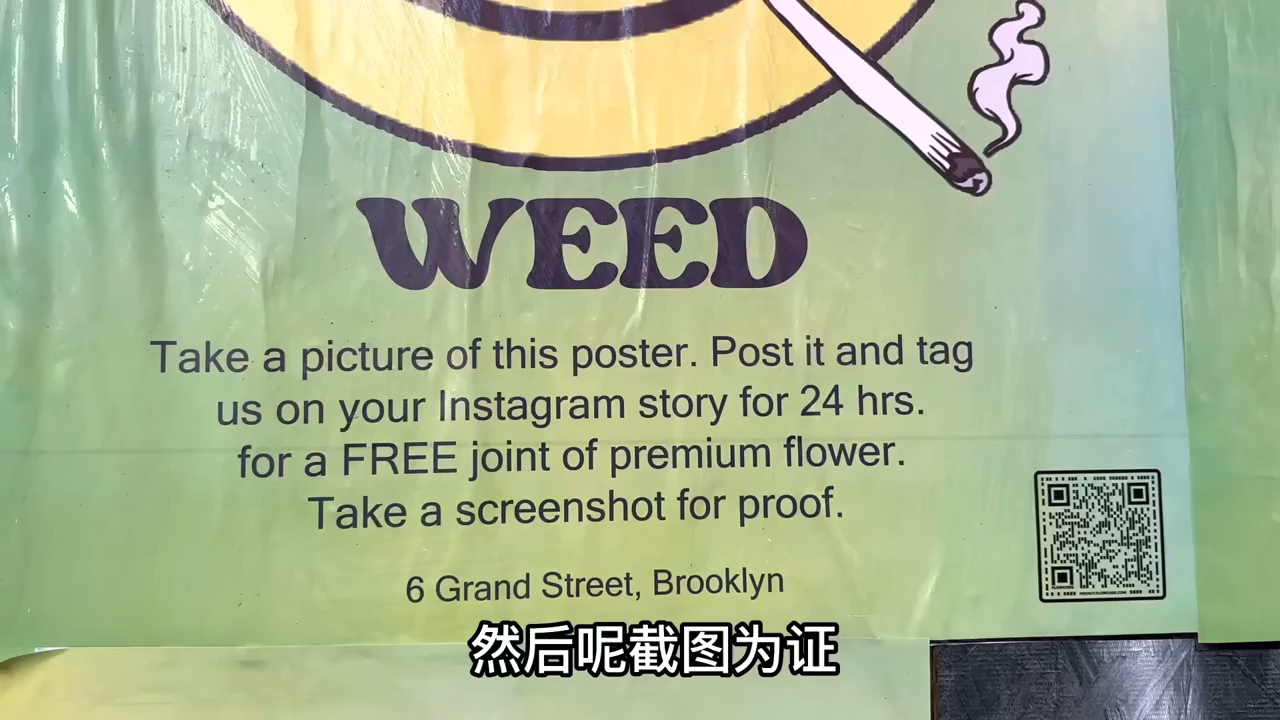 WEED
Take a picture of this poster. Post it and tag
us on your Instagram story for 24 hrs.
for a FREE joint of premium flower.
Take a screenshot for proof.
6 Grand Street, Brooklyn
然后呢截图为证